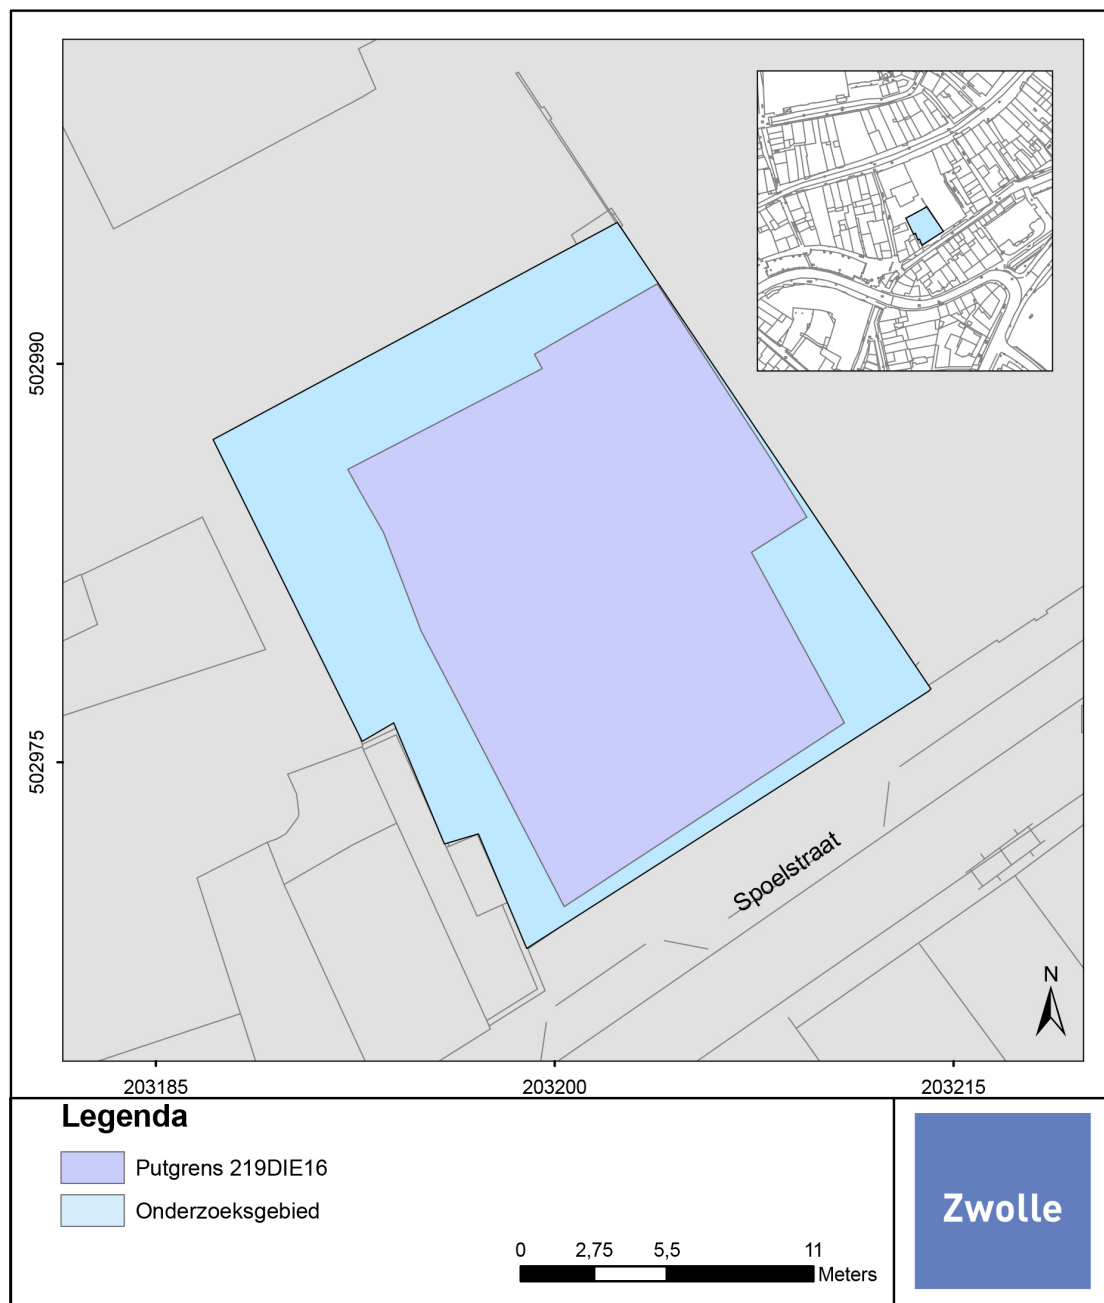 502990
502975
Spoelstraat
N
203185
203200
203215
Legenda
Putgrens 219DIE16
Onderzoeksgebied
0 2,75 5,5 11
Meters
Zwolle